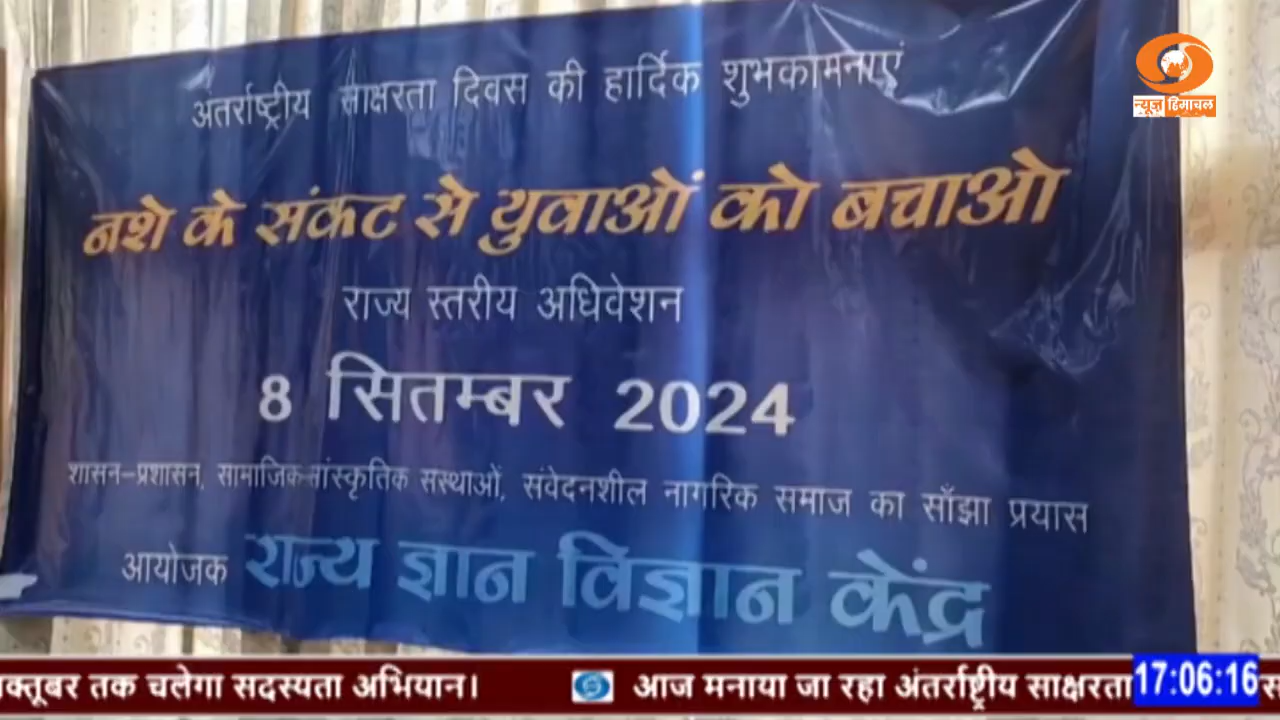 अंतर्राष्ट्रीय साक्षरता दिवस की हार्दिक शुभकामनाएं
न्यूज़ हिमाचल
नशे के संकट से युवाओं को बचाओ
राज्य स्तरीय अधिवेशन
8 सितम्बर 2024
शासन-प्रशासन, सामाजिक-सांस्कृतिक संस्थाओं, संवेदनशील नागरिक समाज का साँझा प्रयास
आयोजक राज्य ज्ञान विज्ञान केंद्र
तक चलेगा सदस्यता अभियान। आज मनाया जा रहा अंतर्राष्ट्रीय साक्षरता 17:06:16